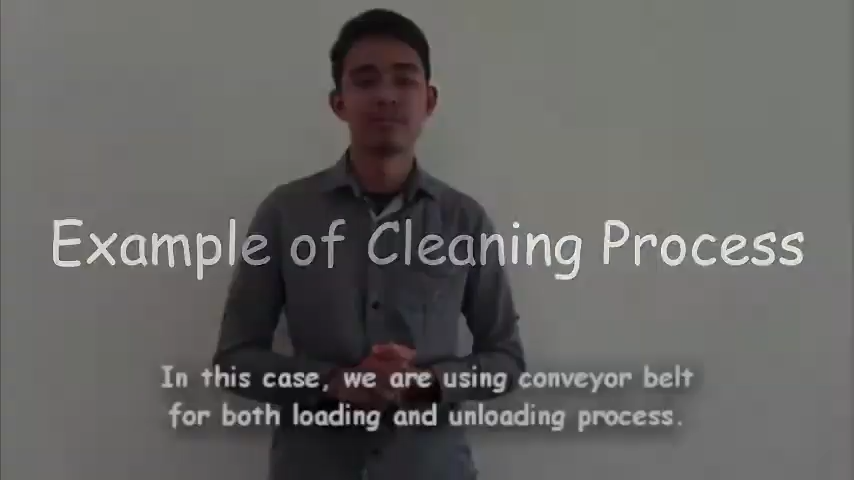 Example of Cleaning Process
In this case, we are using conveyor belt
for both loading and unloading process.